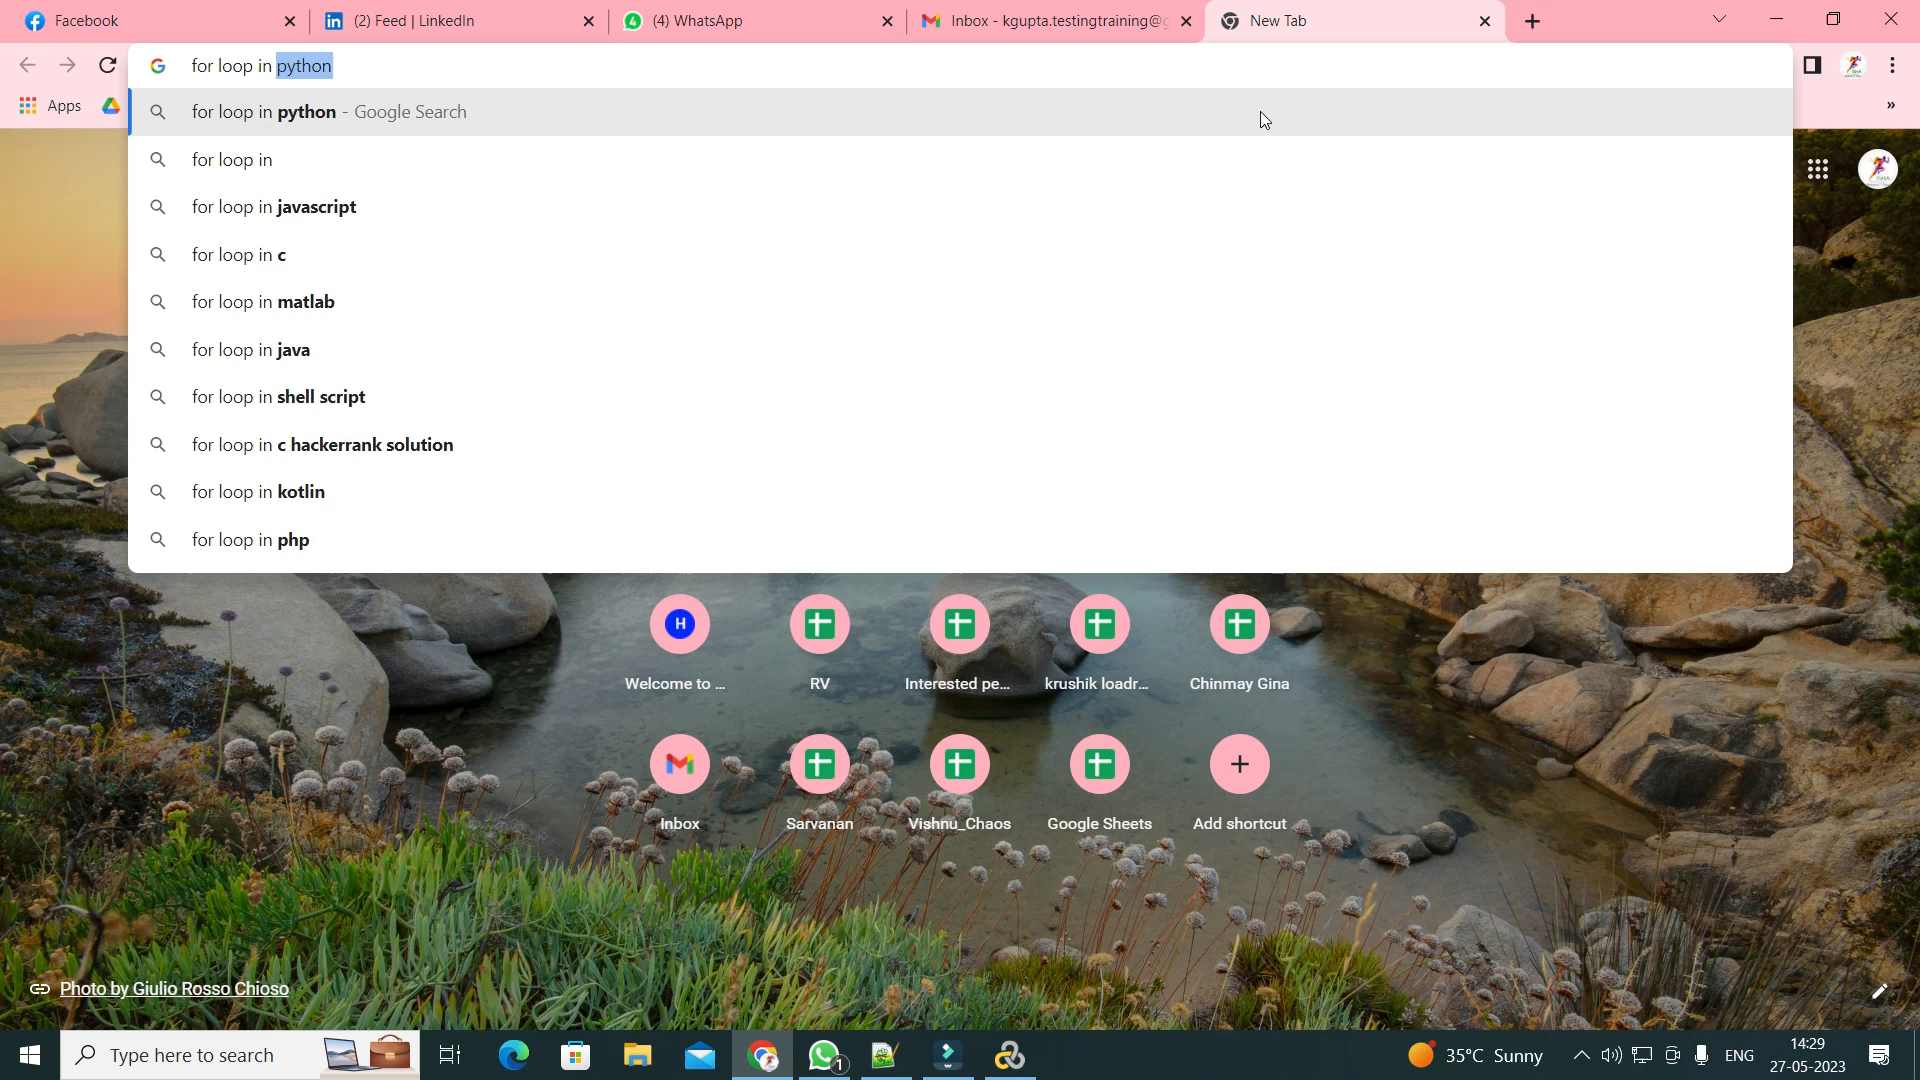 Facebook
(2) Feed | LinkedIn
(4) WhatsApp
Inbox - kgupta.testingtraining@g
New Tab
for loop in python
Apps
for loop in python - Google Search
for loop in
for loop in javascript
for loop in c
for loop in matlab
for loop in java
for loop in shell script
for loop in c hackerrank solution
for loop in kotlin
for loop in php
H
Welcome to ...
RV
Interested pe...
krushik loadr...
Chinmay Gina
Inbox
Sarvanan
Vishnu_Chaos
Google Sheets
Add shortcut
Photo by Giulio Rosso Chioso
Type here to search
1
35°C Sunny
ENG
14:29
27-05-2023